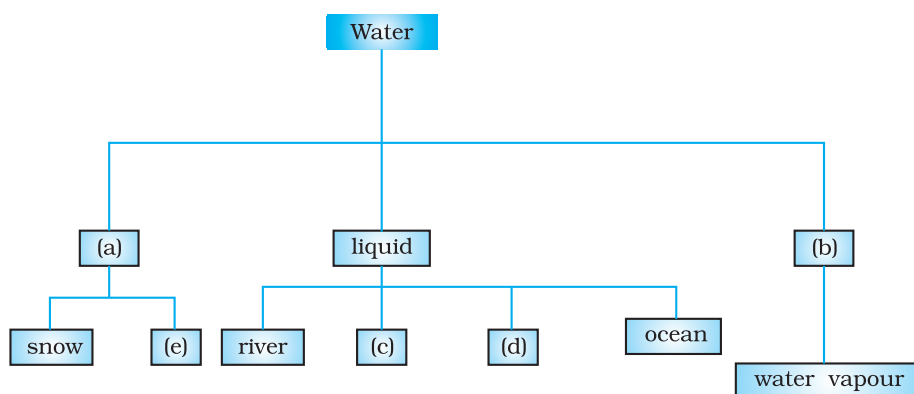 Water
(a)
liquid
(b)
snow
(e)
river
(c)
(d)
ocean
water vapour